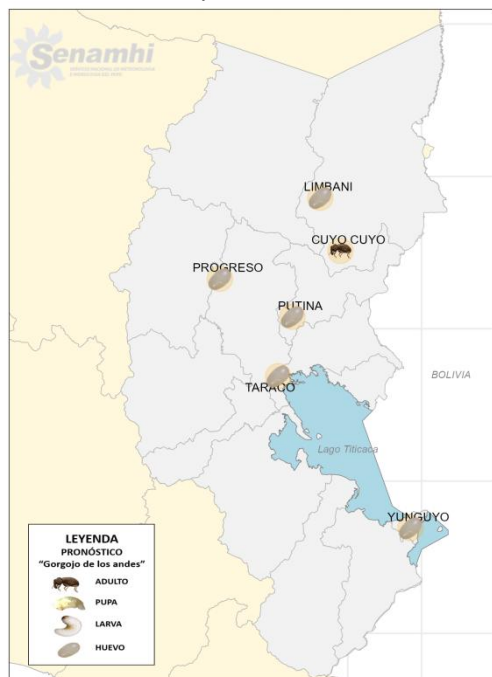 Senamhi
LIMBANI
CUYO CUYO
PROGRESO
PUTINA
TARACO
BOLIVIA
Lago Titicaca
YUNGUYO
LEYENDA
PRONÓSTICO
"Gorgojo de los andes"
ADULTO
PUPA
LARVA
HUEVO